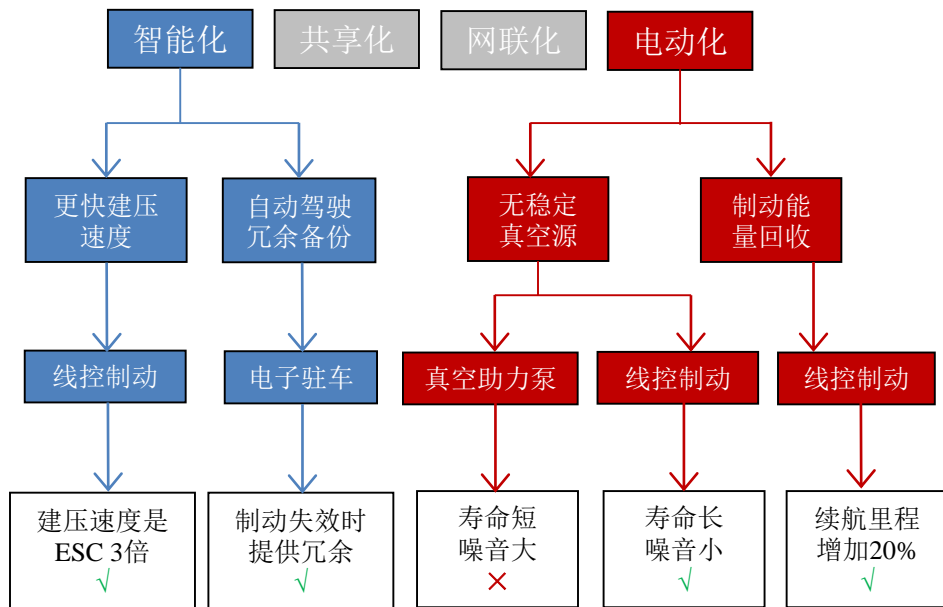 智能化
共享化
网联化
电动化
更快建压
速度
自动驾驶
冗余备份
无稳定
真空源
制动能
量回收
线控制动
电子驻车
真空助力泵
线控制动
线控制动
建压速度是
ESC 3倍
√
制动失效时
提供冗余
√
寿命短
噪音大
×
寿命长
噪音小
√
续航里程
增加20%
√